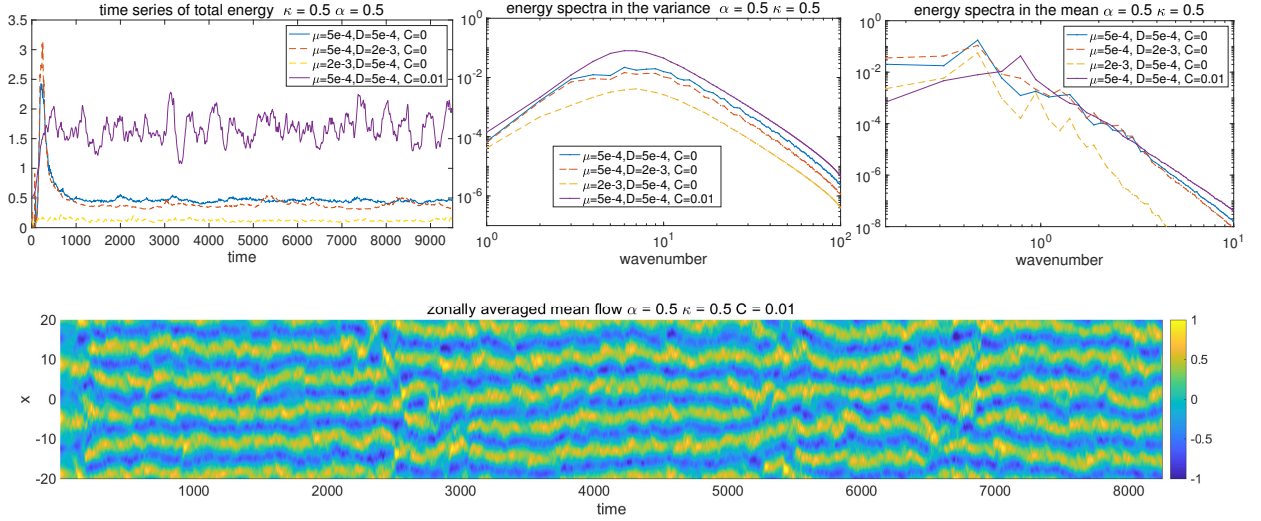 time series of total energy κ = 0.5 α = 0.5
3.5
3
2.5
2
1.5
1
0.5
0
μ=5e-4,D=5e-4, C=0
μ=5e-4,D=2e-3, C=0
μ=2e-3,D=5e-4, C=0
μ=5e-4, D=5e-4, C=0.01
0 1000 2000 3000 4000 5000 6000 7000 8000 9000
time
energy spectra in the variance α = 0.5 κ = 0.5
10^0
10^-2
10^-4
10^-6
μ=5e-4,D=5e-4, C=0
μ=5e-4,D=2e-3, C=0
μ=2e-3,D=5e-4, C=0
μ=5e-4, D=5e-4, C=0.01
10^0 10^1 10^2
wavenumber
energy spectra in the mean α = 0.5 κ = 0.5
10^0
10^-2
10^-4
10^-6
10^-8
μ=5e-4, D=5e-4, C=0
μ=5e-4, D=2e-3, C=0
μ=2e-3, D=5e-4, C=0
μ=5e-4, D=5e-4, C=0.01
10^0 10^1
wavenumber
zonally averaged mean flow α = 0.5 κ = 0.5 C = 0.01
20
10
0
-10
-20
x
1000 2000 3000 4000 5000 6000 7000 8000
time
1
0.5
0
-0.5
-1